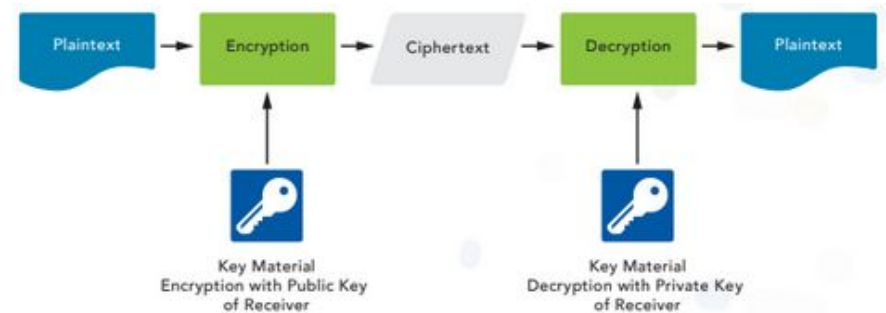 Plaintext
Encryption
Ciphertext
Decryption
Plaintext
Key Material
Encryption with Public Key
of Receiver
Key Material
Decryption with Private Key
of Receiver